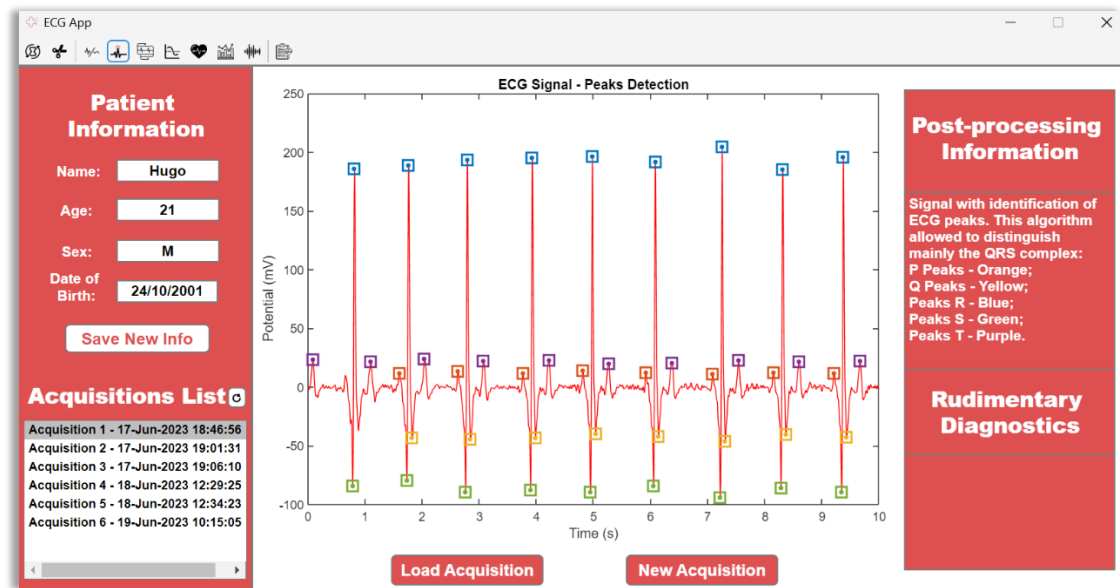 ECG App
Patient
Information
Name:
Hugo
Age:
21
Sex:
M
Date of
Birth:
24/10/2001
Save New Info
Acquisitions List
Acquisition 1 - 17-Jun-2023 18:46:56
Acquisition 2 - 17-Jun-2023 19:01:31
Acquisition 3 - 17-Jun-2023 19:06:10
Acquisition 4 - 18-Jun-2023 12:29:25
Acquisition 5 - 18-Jun-2023 12:34:23
Acquisition 6 - 19-Jun-2023 10:15:05
ECG Signal - Peaks Detection
Potential (mV)
250
200
150
100
50
0
-50
-100
0 1 2 3 4 5 6 7 8 9 10
Time (s)
Load Acquisition
New Acquisition
Post-processing
Information
Signal with identification of
ECG peaks. This algorithm
allowed to distinguish
mainly the QRS complex:
P Peaks - Orange;
Q Peaks - Yellow;
Peaks R - Blue;
Peaks S - Green;
Peaks T - Purple.
Rudimentary
Diagnostics